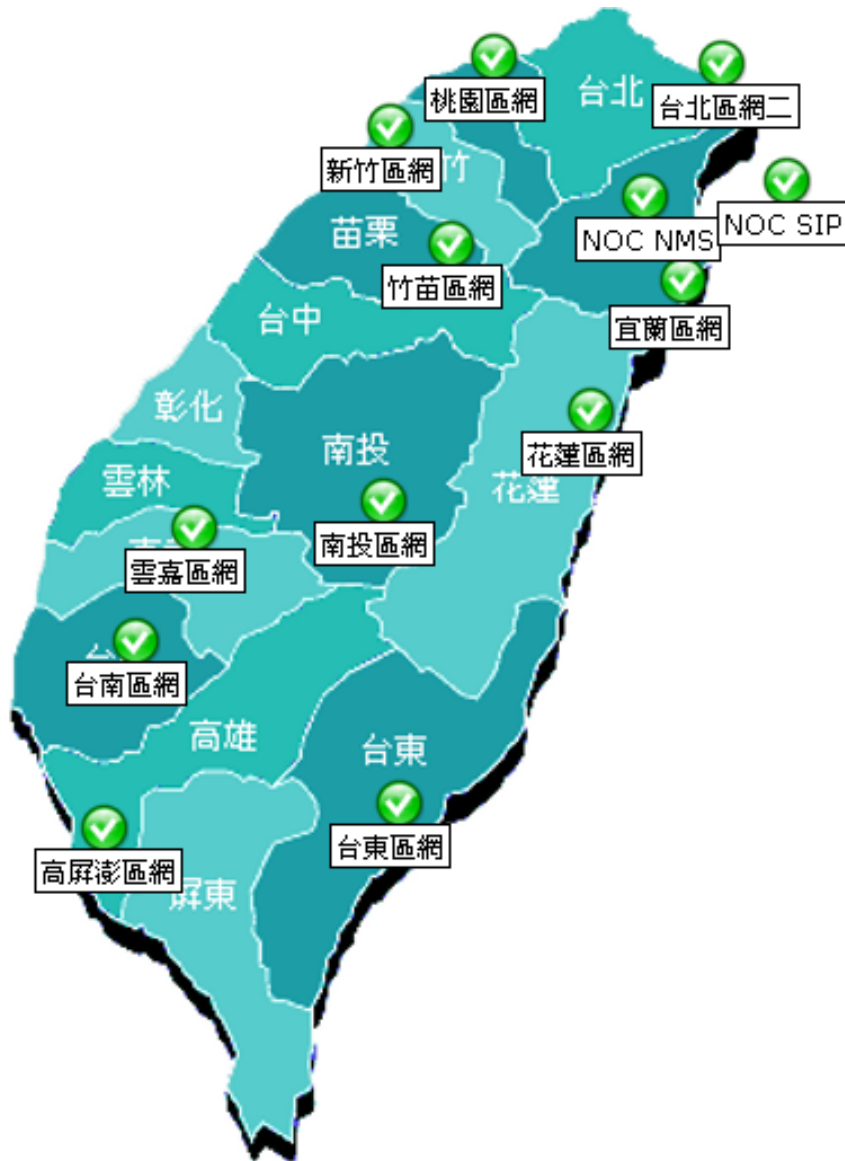 桃園區網
台北
台北區網二
新竹區網
竹
NOC NMS
NOC SIP
苗栗
竹苗區網
宜蘭區網
台中
彰化
花蓮區網
南投
雲林
花蓮
南投區網
雲嘉區網
台
台南區網
高雄
台東
台東區網
高屏澎區網
屏東